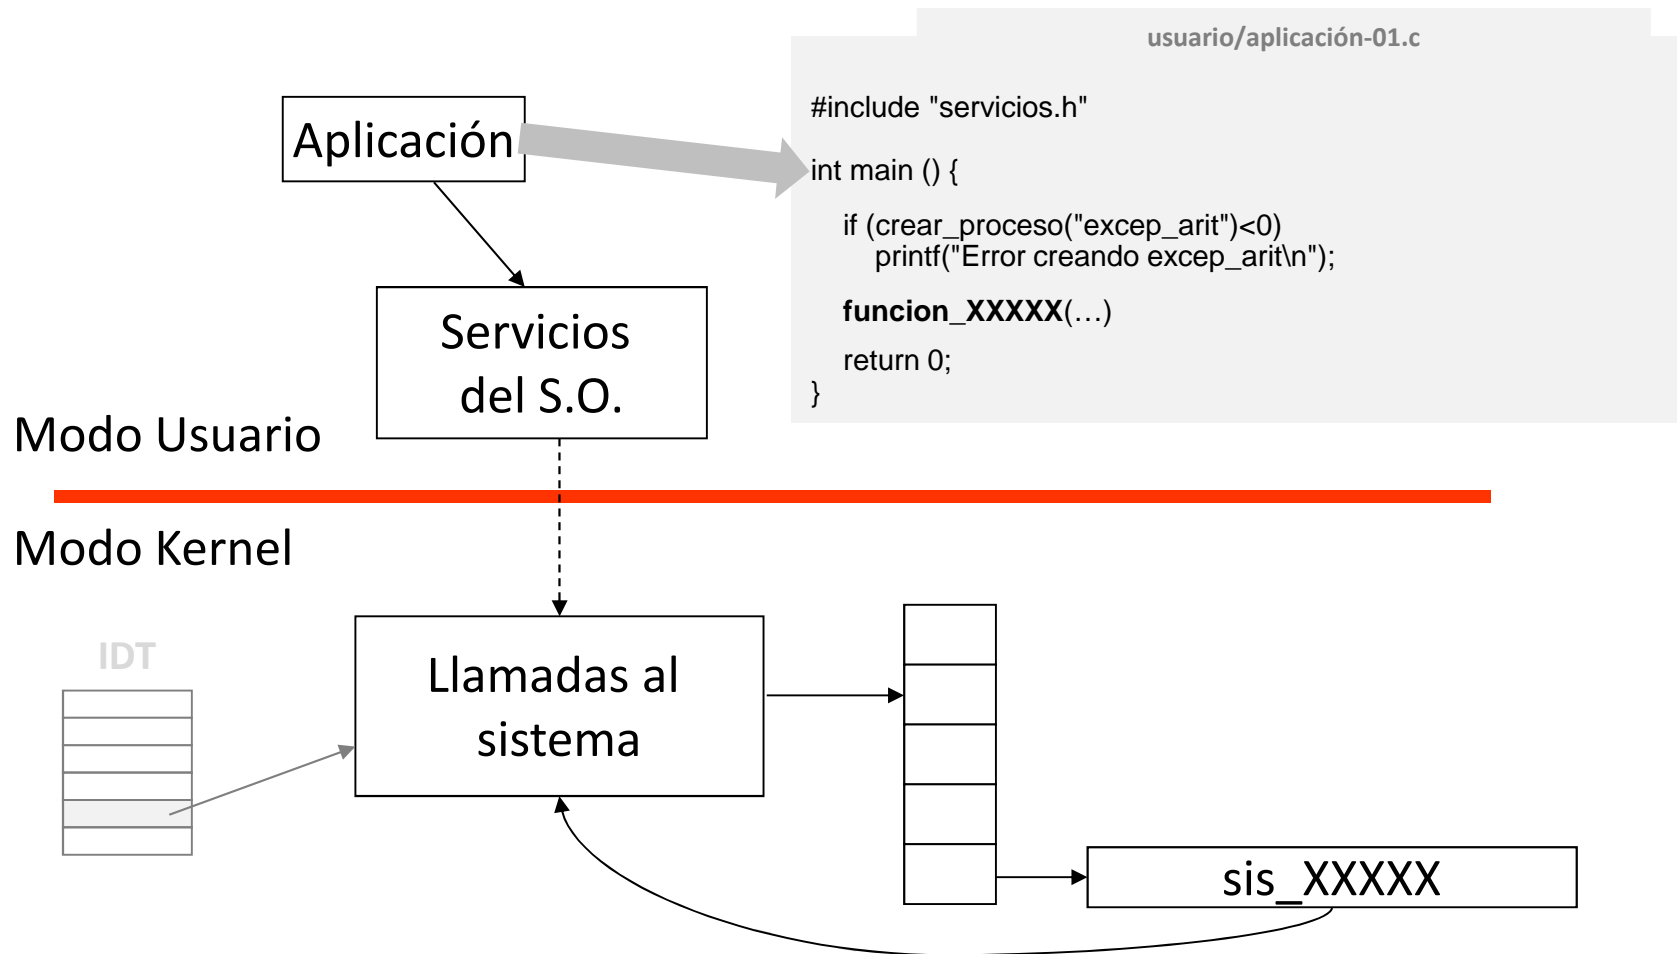 usuario/aplicación-01.c
Aplicación
#include "servicios.h"
int main () {
if (crear_proceso("excep_arit")<0)
printf("Error creando excep_arit\n");
funcion_XXXXX(…)
return 0;
}
Servicios
del S.O.
Modo Usuario
Modo Kernel
IDT
Llamadas al
sistema
sis_XXXXX